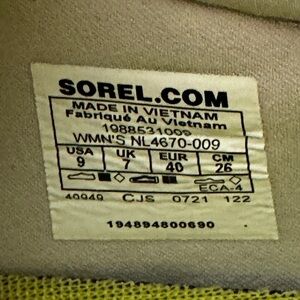 SOREL.COM
MADE IN VIETNAM
Fabriqué Au Vietnam
1988531009
WMN'S NL4670-009
USA UK EUR CM
9 7 40 26
ECA-4
40949 CJS 0721 122
194894800690